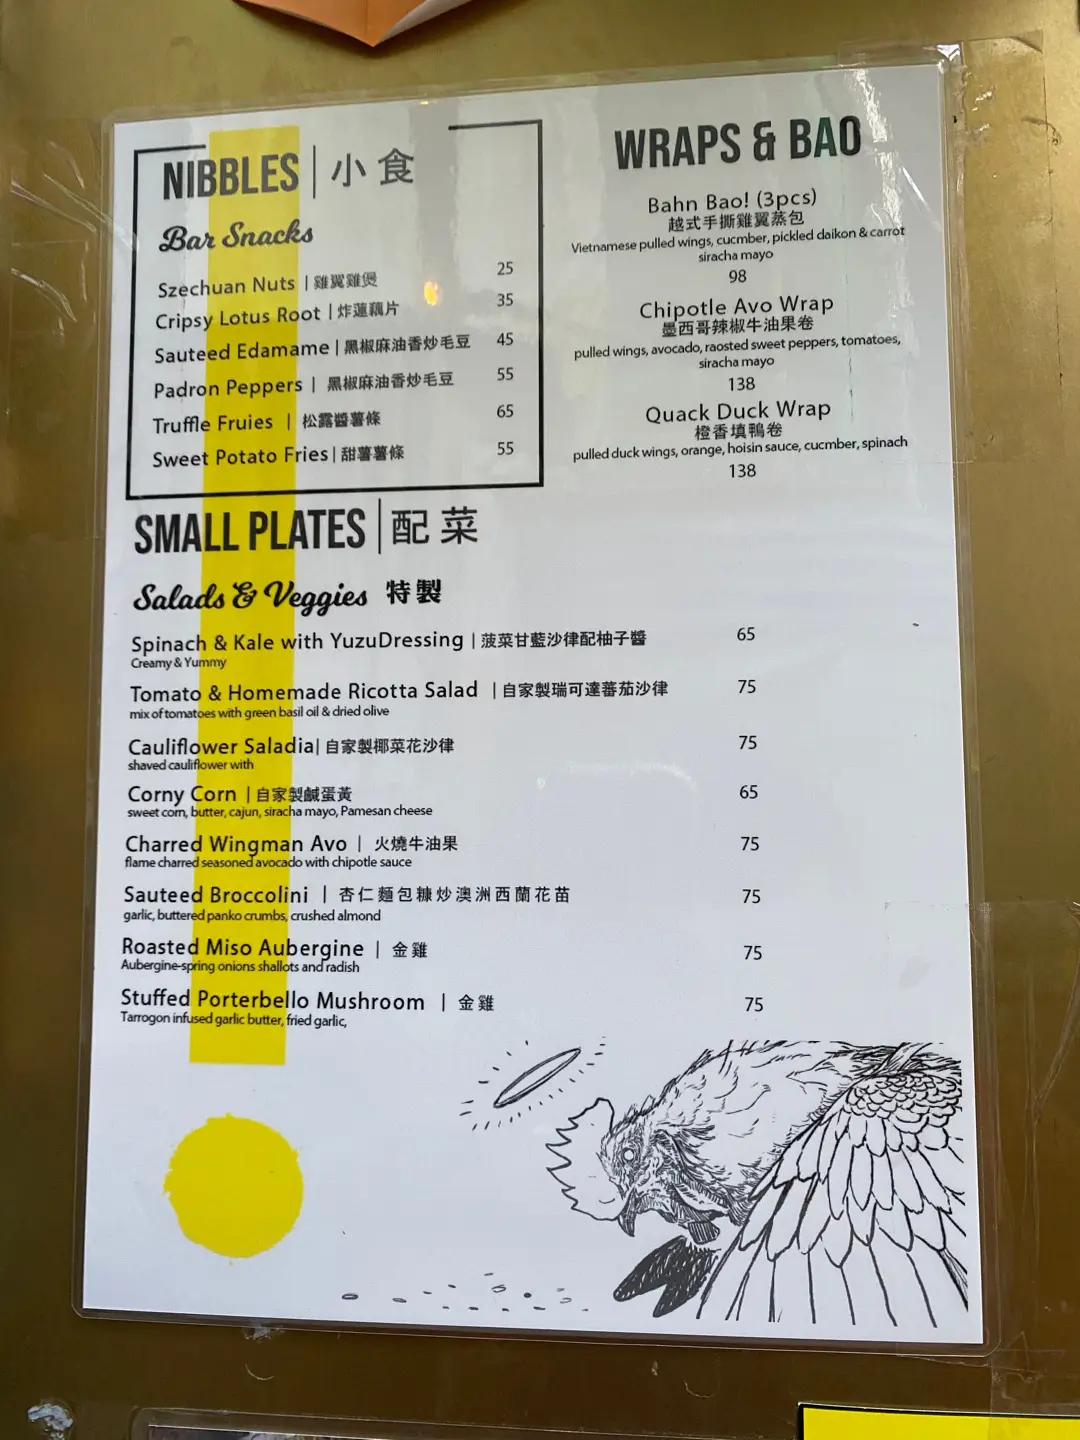 NIBBLES | 小食
Bar Snacks
Szechuan Nuts | 雞翼雞煲 25
Cripsy Lotus Root | 炸蓮藕片 35
Sauteed Edamame | 黑椒麻油香炒毛豆 45
Padron Peppers | 黑椒麻油香炒毛豆 55
Truffle Fruies | 松露醬薯條 65
Sweet Potato Fries | 甜薯薯條 55
WRAPS & BAO
Bahn Bao! (3pcs)
越式手撕雞翼蒸包
Vietnamese pulled wings, cucmber, pickled daikon & carrot
siracha mayo
98
Chipotle Avo Wrap
墨西哥辣椒牛油果卷
pulled wings, avocado, raosted sweet peppers, tomatoes,
siracha mayo
138
Quack Duck Wrap
橙香填鴨卷
pulled duck wings, orange, hoisin sauce, cucmber, spinach
138
SMALL PLATES | 配菜
Salads & Veggies 特製
Spinach & Kale with YuzuDressing | 菠菜甘藍沙律配柚子醬 65
Creamy & Yummy
Tomato & Homemade Ricotta Salad | 自家製瑞可達蕃茄沙律 75
mix of tomatoes with green basil oil & dried olive
Cauliflower Saladia| 自家製椰菜花沙律 75
shaved cauliflower with
Corny Corn | 自家製鹹蛋黃 65
sweet corn, butter, cajun, siracha mayo, Pamesan cheese
Charred Wingman Avo | 火燒牛油果 75
flame charred seasoned avocado with chipotle sauce
Sauteed Broccolini | 杏仁麵包糠炒澳洲西蘭花苗 75
garlic, buttered panko crumbs, crushed almond
Roasted Miso Aubergine | 金雞 75
Aubergine-spring onions shallots and radish
Stuffed Porterbello Mushroom | 金雞 75
Tarrogon infused garlic butter, fried garlic,